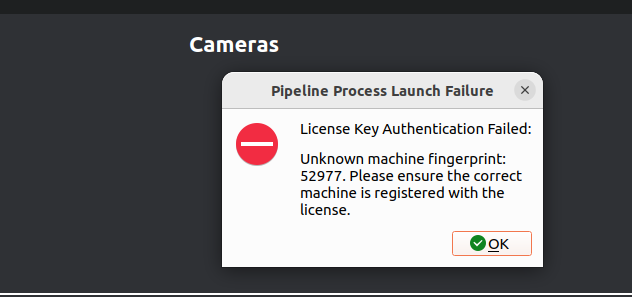 Cameras
Pipeline Process Launch Failure
License Key Authentication Failed:
Unknown machine fingerprint:
52977. Please ensure the correct
machine is registered with the
license.
OK